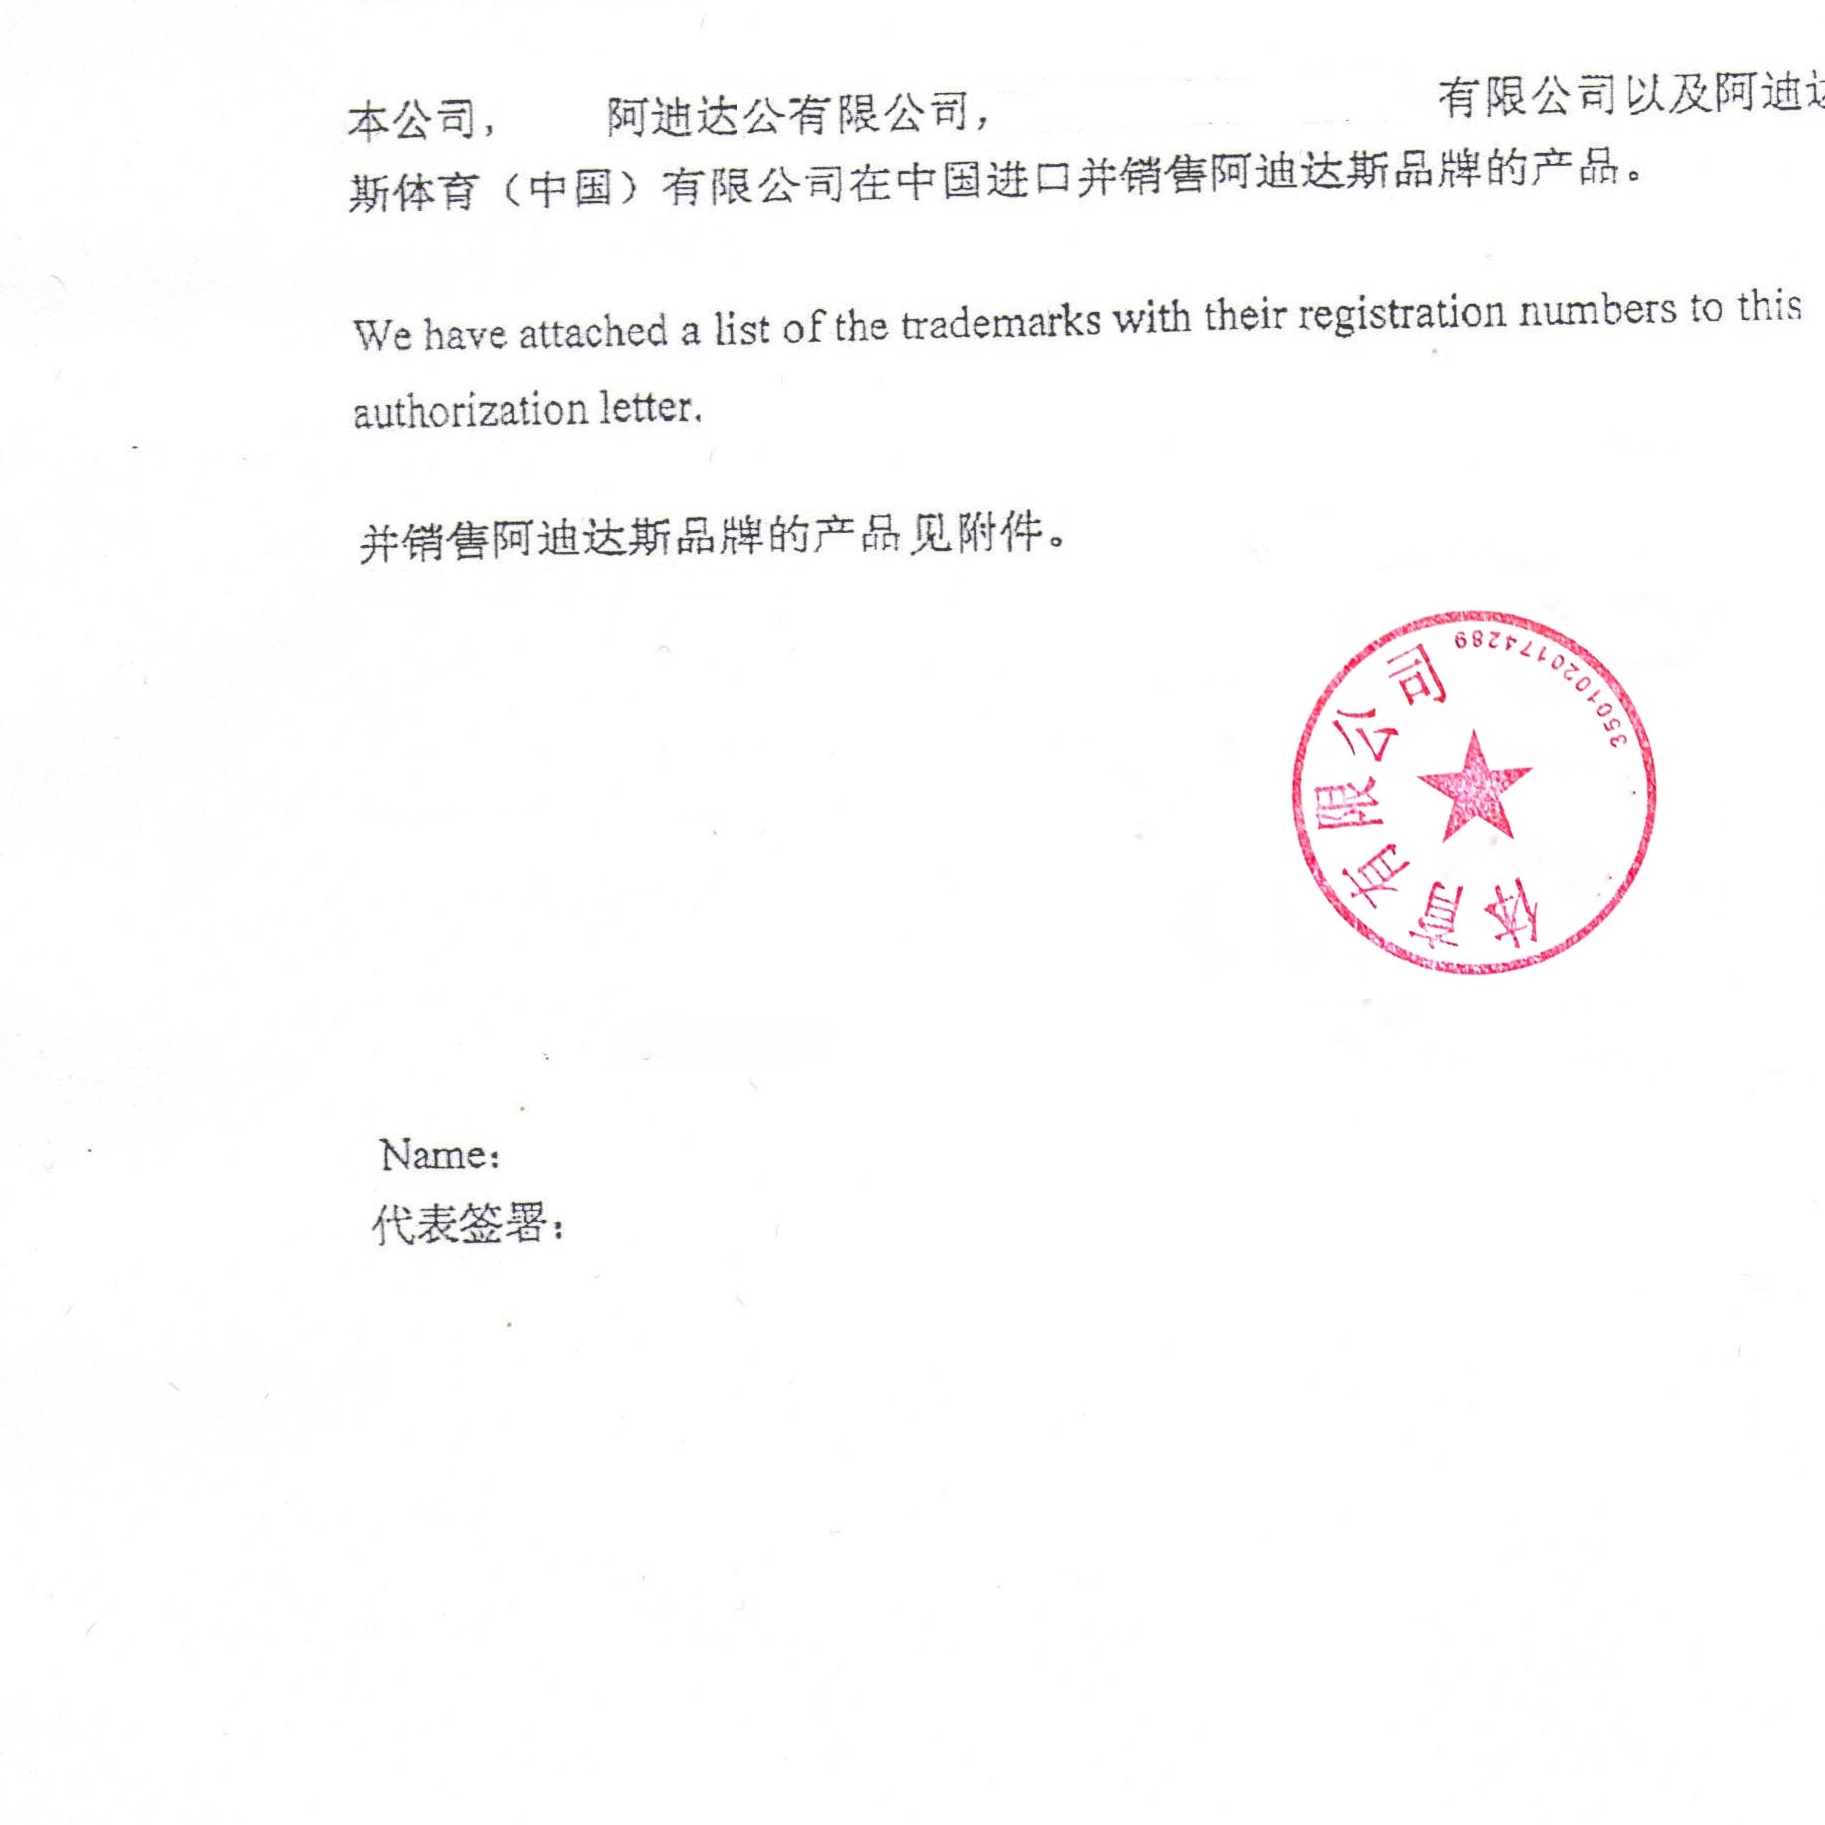 本公司,　　阿迪达公有限公司,　　　　　　　　　有限公司以及阿迪达
斯体育（中国）有限公司在中国进口并销售阿迪达斯品牌的产品。
We have attached a list of the trademarks with their registration numbers to this
authorization letter.
并销售阿迪达斯品牌的产品见附件。
体育有限公司
3501020174289
Name:
代表签署: